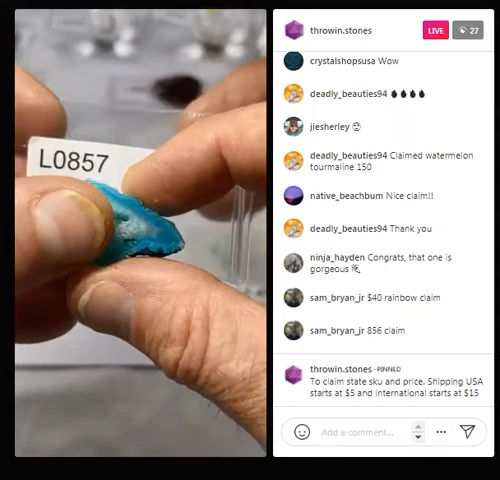 L0857
throwin.stones
LIVE
27
crystalshopsusa Wow
deadly_beauties94
jiesherley
deadly_beauties94 Claimed watermelon
tourmaline 150
native_beachbum Nice claim!!
deadly_beauties94 Thank you
ninja_hayden Congrats, that one is
gorgeous
sam_bryan_jr $40 rainbow claim
sam_bryan_jr 856 claim
throwin.stones · PINNED
To claim state sku and price. Shipping USA
starts at $5 and international starts at $15
Add a comment...